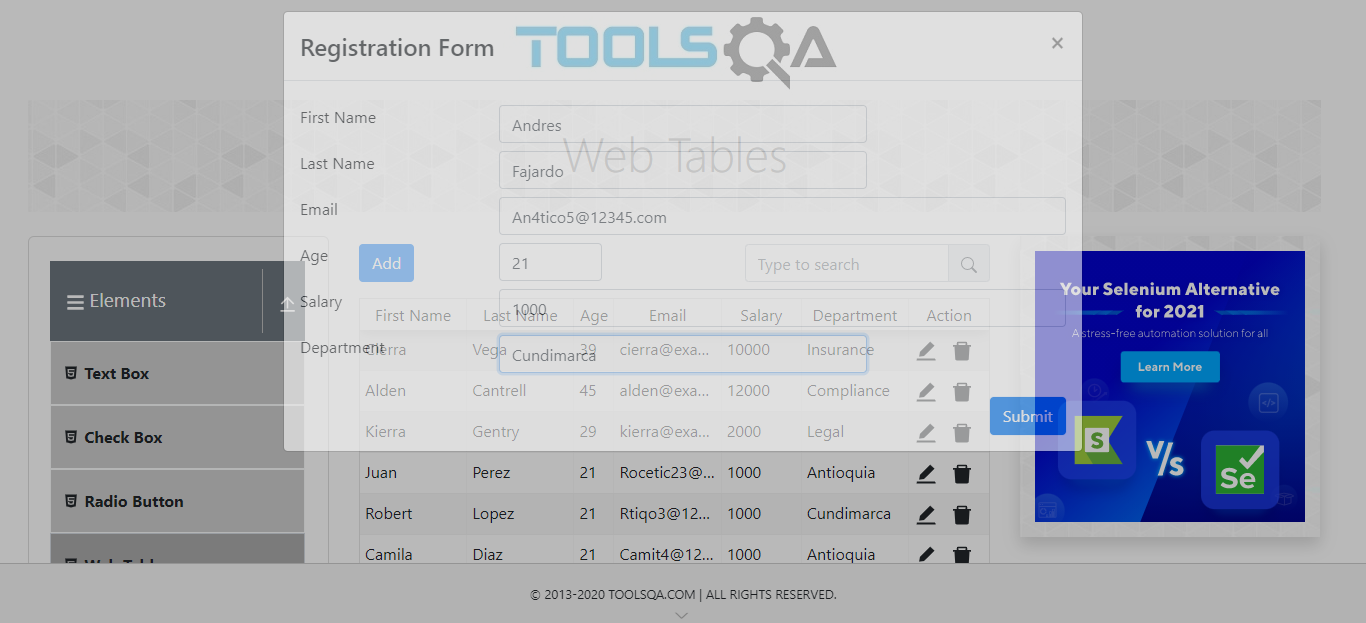 Registration Form
TOOLSQA
×
First Name
Andres
Web Tables
Last Name
Fajardo
Email
An4tico5@12345.com
Age
21
Salary
1000
Department
Cundimarca
Submit
Elements
Text Box
Check Box
Radio Button
Add
Type to search
First Name Last Name Age Email Salary Department Action
Cierra Vega 39 cierra@exa... 10000 Insurance
Alden Cantrell 45 alden@exa... 12000 Compliance
Kierra Gentry 29 kierra@exa... 2000 Legal
Juan Perez 21 Rocetic23@... 1000 Antioquia
Robert Lopez 21 Rtiqo3@12... 1000 Cundimarca
Camila Diaz 21 Camit4@12... 1000 Antioquia
Your Selenium Alternative
for 2021
A stress-free automation solution for all
Learn More
S
V/s
Se
© 2013-2020 TOOLSQA.COM | ALL RIGHTS RESERVED.